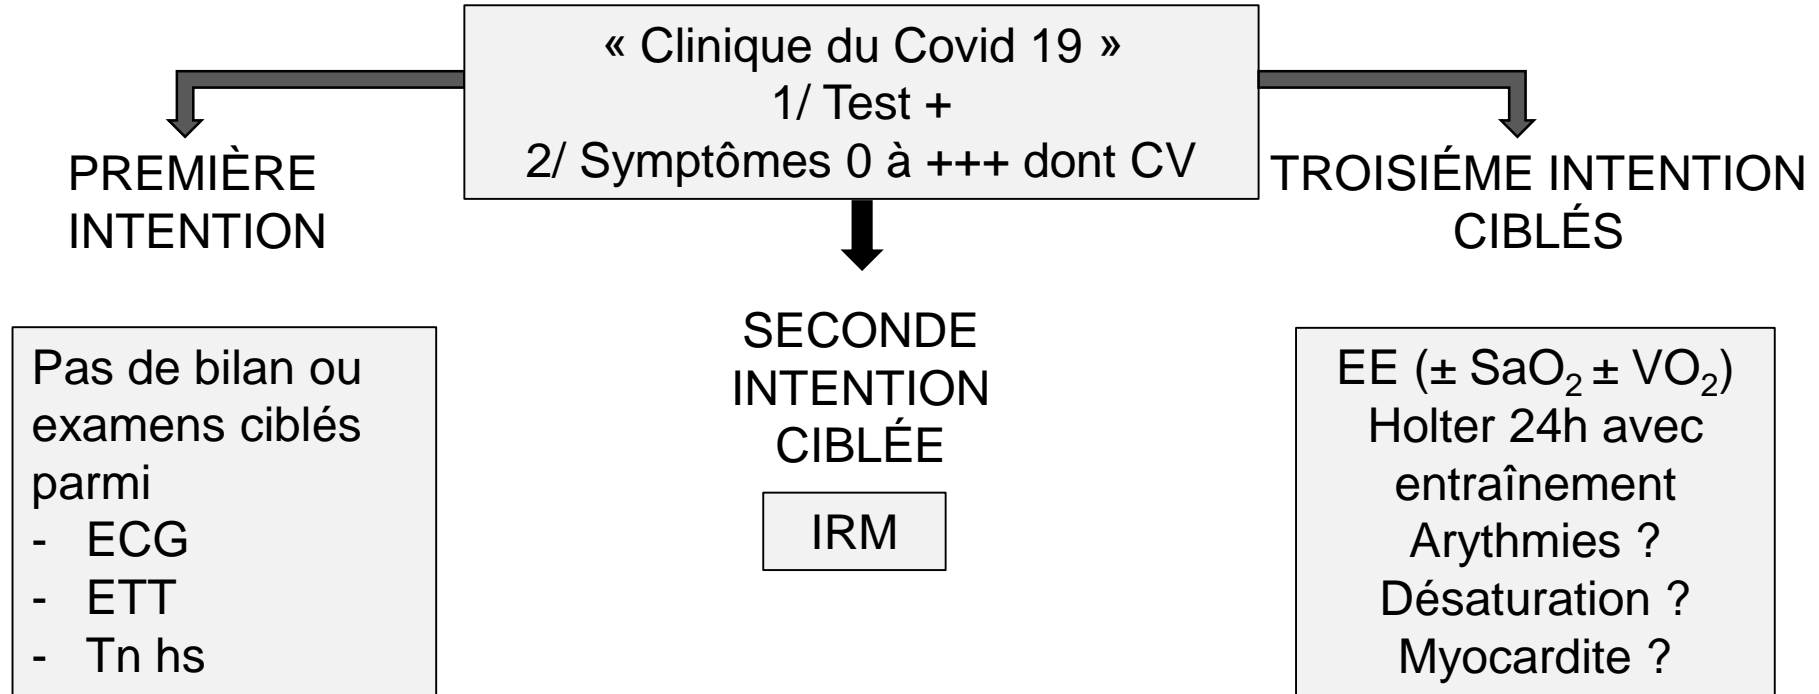 « Clinique du Covid 19 »
1/ Test +
2/ Symptômes 0 à +++ dont CV
PREMIÈRE
INTENTION
Pas de bilan ou
examens ciblés
parmi
- ECG
- ETT
- Tn hs
SECONDE
INTENTION
CIBLÉE
IRM
TROISIÉME INTENTION
CIBLÉS
EE (± SaO₂ ± VO₂)
Holter 24h avec
entraînement
Arythmies ?
Désaturation ?
Myocardite ?